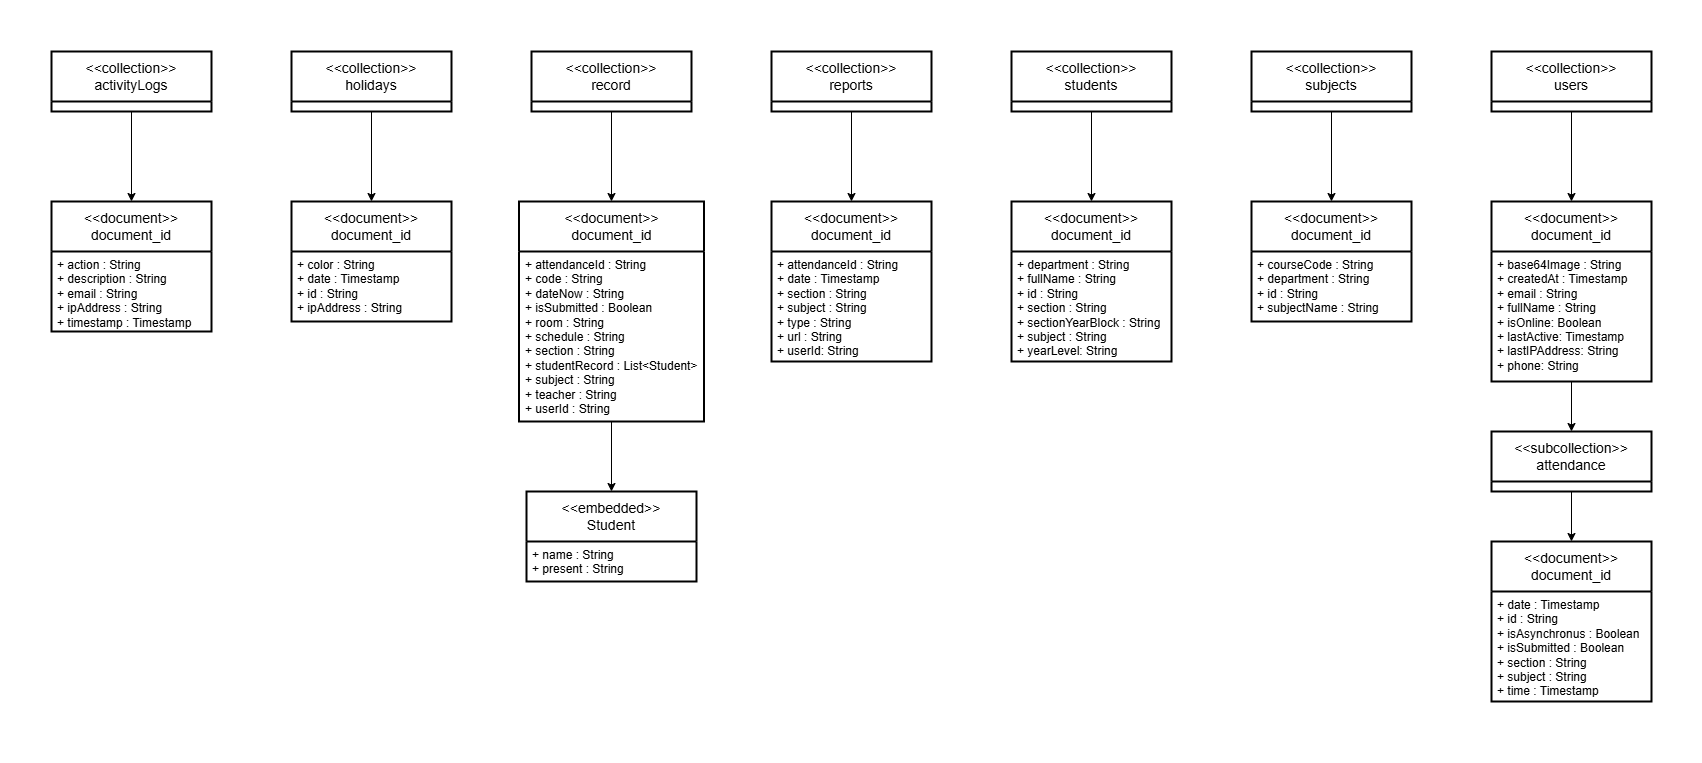 <<collection>>
activityLogs
<<document>>
document_id
+ action : String
+ description : String
+ email : String
+ ipAddress : String
+ timestamp : Timestamp
<<collection>>
holidays
<<document>>
document_id
+ color : String
+ date : Timestamp
+ id : String
+ ipAddress : String
<<collection>>
record
<<document>>
document_id
+ attendanceId : String
+ code : String
+ dateNow : String
+ isSubmitted : Boolean
+ room : String
+ schedule : String
+ section : String
+ studentRecord : List<Student>
+ subject : String
+ teacher : String
+ userId : String
<<embedded>>
Student
+ name : String
+ present : String
<<collection>>
reports
<<document>>
document_id
+ attendanceId : String
+ date : Timestamp
+ section : String
+ subject : String
+ type : String
+ url : String
+ userId: String
<<collection>>
students
<<document>>
document_id
+ department : String
+ fullName : String
+ id : String
+ section : String
+ sectionYearBlock : String
+ subject : String
+ yearLevel: String
<<collection>>
subjects
<<document>>
document_id
+ courseCode : String
+ department : String
+ id : String
+ subjectName : String
<<collection>>
users
<<document>>
document_id
+ base64Image : String
+ createdAt : Timestamp
+ email : String
+ fullName : String
+ isOnline: Boolean
+ lastActive: Timestamp
+ lastIPAddress: String
+ phone: String
<<subcollection>>
attendance
<<document>>
document_id
+ date : Timestamp
+ id : String
+ isAsynchronus : Boolean
+ isSubmitted : Boolean
+ section : String
+ subject : String
+ time : Timestamp